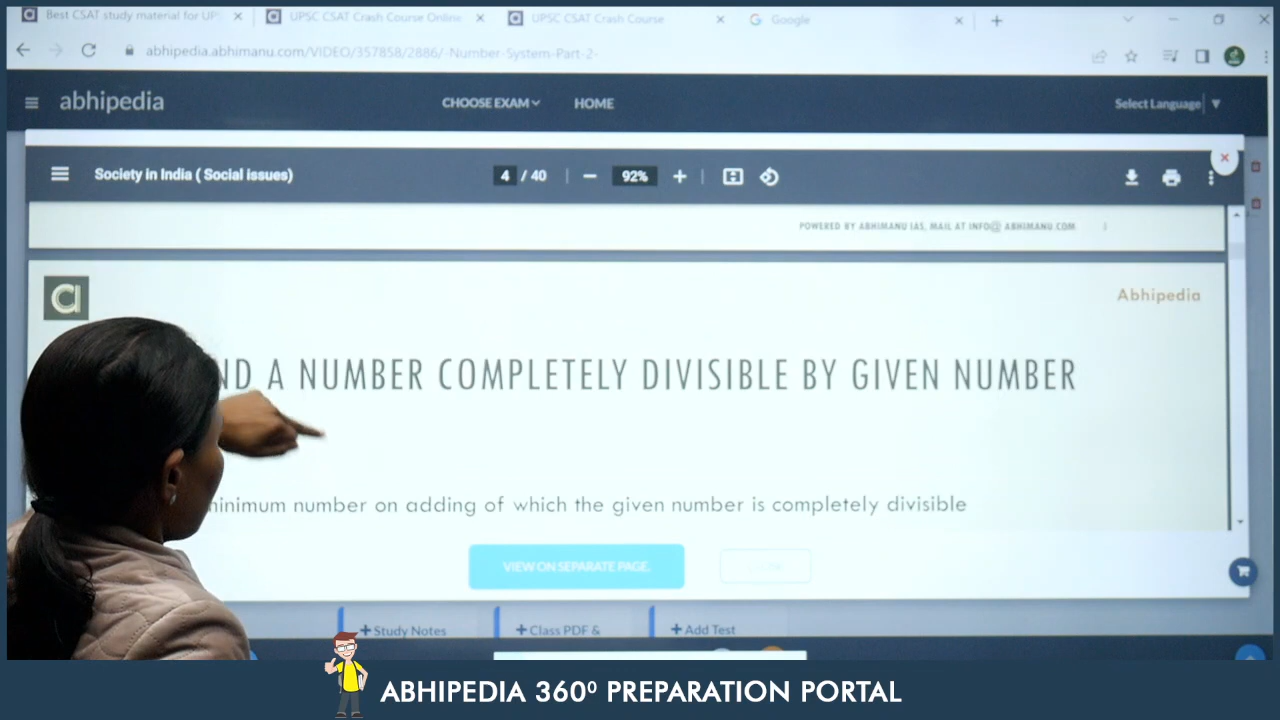 Best CSAT study material for UP
UPSC CSAT Crash Course Online
UPSC CSAT Crash Course
Google
abhipedia.abhimanu.com/VIDEO/357858/2886/-Number-System-Part-2-
abhipedia
CHOOSE EXAM
HOME
Select Language
Society in India ( Social issues)
4 / 40
92%
POWERED BY ABHIMANU IAS, MAIL AT INFO@ ABHIMANU.COM
a
Abhipedia
ND A NUMBER COMPLETELY DIVISIBLE BY GIVEN NUMBER
minimum number on adding of which the given number is completely divisible
VIEW ON SEPARATE PAGE.
+Study Notes
+Class PDF &
+Add Test
ABHIPEDIA 360⁰ PREPARATION PORTAL